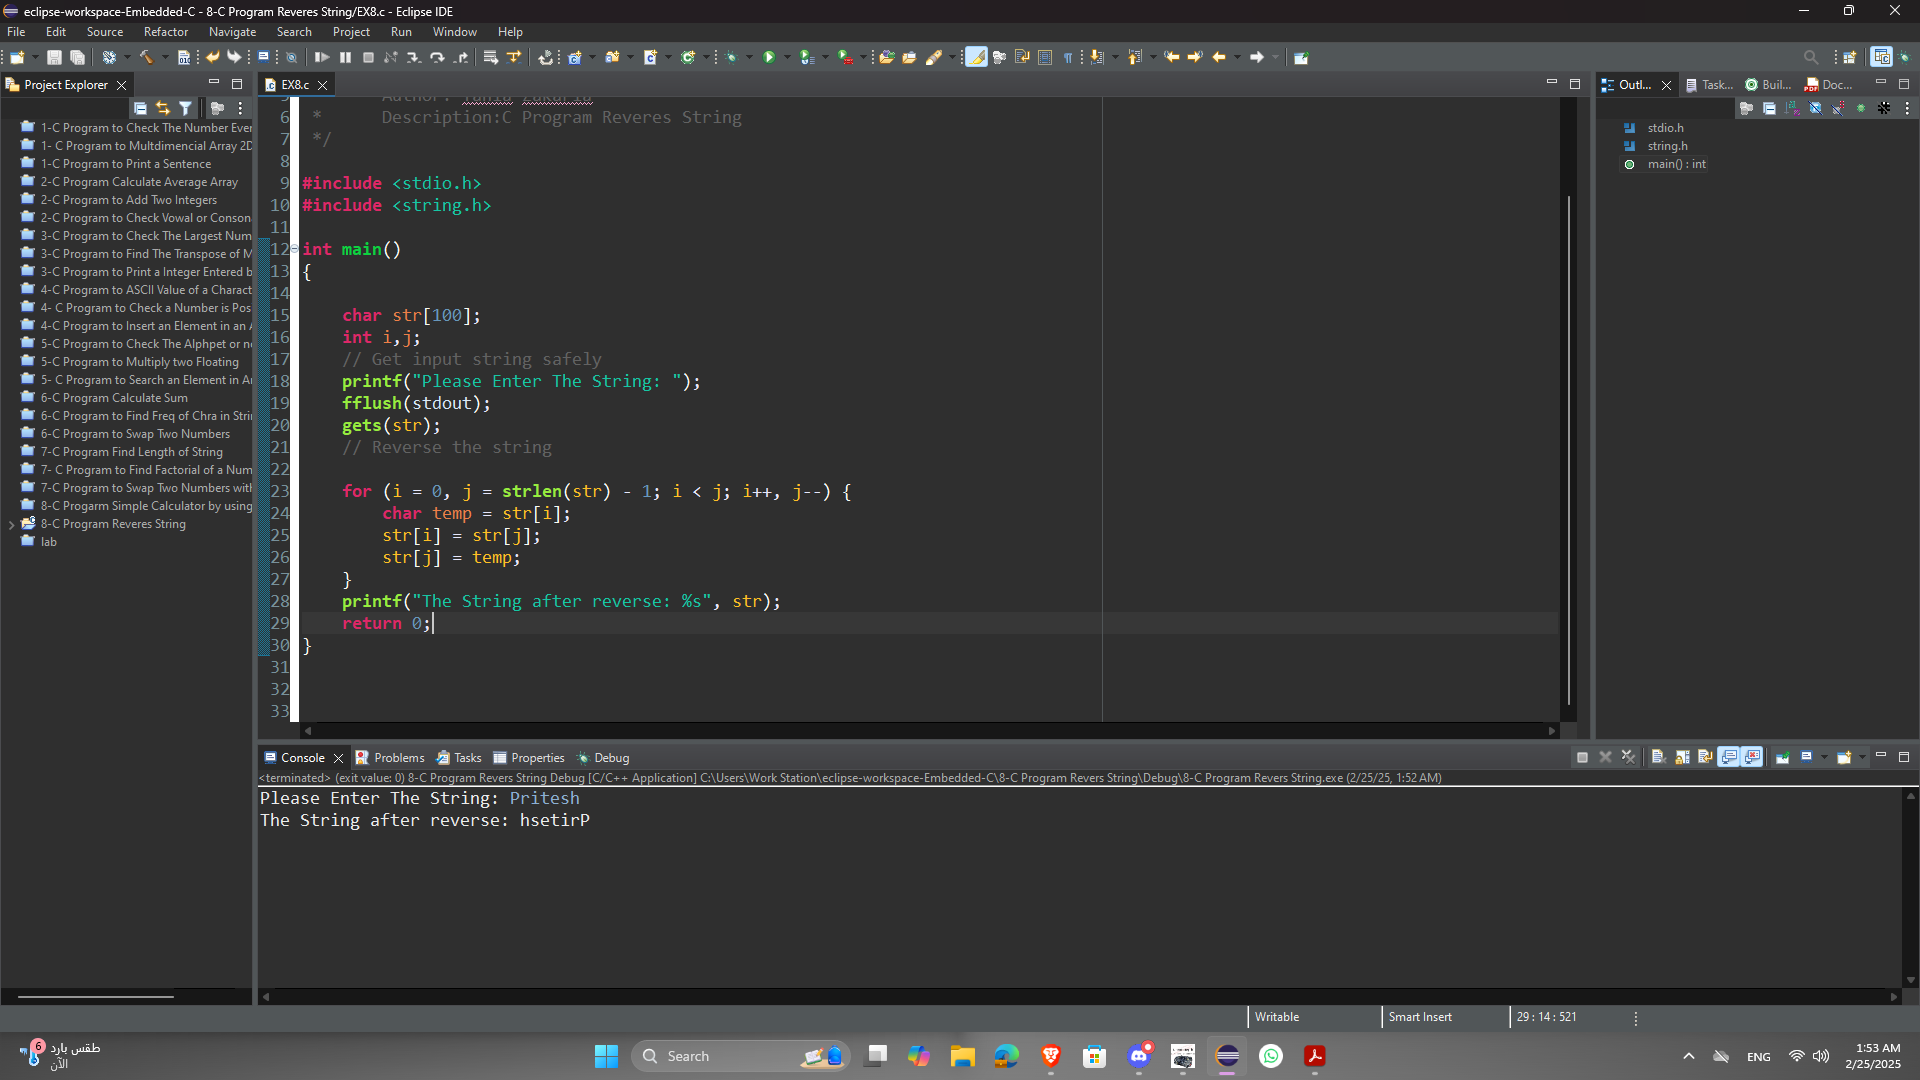 eclipse-workspace-Embedded-C - 8-C Program Reveres String/EX8.c - Eclipse IDE
File Edit Source Refactor Navigate Search Project Run Window Help
Project Explorer
1-C Program to Check The Number Ever
1- C Program to Multdimencial Array 2D
1-C Program to Print a Sentence
2-C Program Calculate Average Array
2-C Program to Add Two Integers
2-C Program to Check Vowal or Conson
3-C Program to Check The Largest Num
3-C Program to Find The Transpose of M
3-C Program to Print a Integer Entered b
4-C Program to ASCII Value of a Charact
4- C Program to Check a Number is Pos
4-C Program to Insert an Element in an A
5-C Program to Check The Alphpet or no
5-C Program to Multiply two Floating
5- C Program to Search an Element in Ar
6-C Program Calculate Sum
6-C Program to Find Freq of Chra in Strin
6-C Program to Swap Two Numbers
7-C Program Find Length of String
7- C Program to Find Factorial of a Num
7-C Program to Swap Two Numbers with
8-C Progarm Simple Calculator by using
8-C Program Reveres String
lab
EX8.c
6 * Description:C Program Reveres String
7 */
8
9 #include <stdio.h>
10 #include <string.h>
11
12 int main()
13 {
14
15 char str[100];
16 int i,j;
17 // Get input string safely
18 printf("Please Enter The String: ");
19 fflush(stdout);
20 gets(str);
21 // Reverse the string
22
23 for (i = 0, j = strlen(str) - 1; i < j; i++, j--) {
24 char temp = str[i];
25 str[i] = str[j];
26 str[j] = temp;
27 }
28 printf("The String after reverse: %s", str);
29 return 0;
30 }
31
32
33
Outl... Task... Buil... Doc...
stdio.h
string.h
main() : int
Console Problems Tasks Properties Debug
<terminated> (exit value: 0) 8-C Program Revers String Debug [C/C++ Application] C:\Users\Work Station\eclipse-workspace-Embedded-C\8-C Program Revers String\Debug\8-C Program Revers String.exe (2/25/25, 1:52 AM)
Please Enter The String: Pritesh
The String after reverse: hsetirP
Writable Smart Insert 29 : 14 : 521
6
طقس بارد
الآن
Search
ENG
1:53 AM
2/25/2025